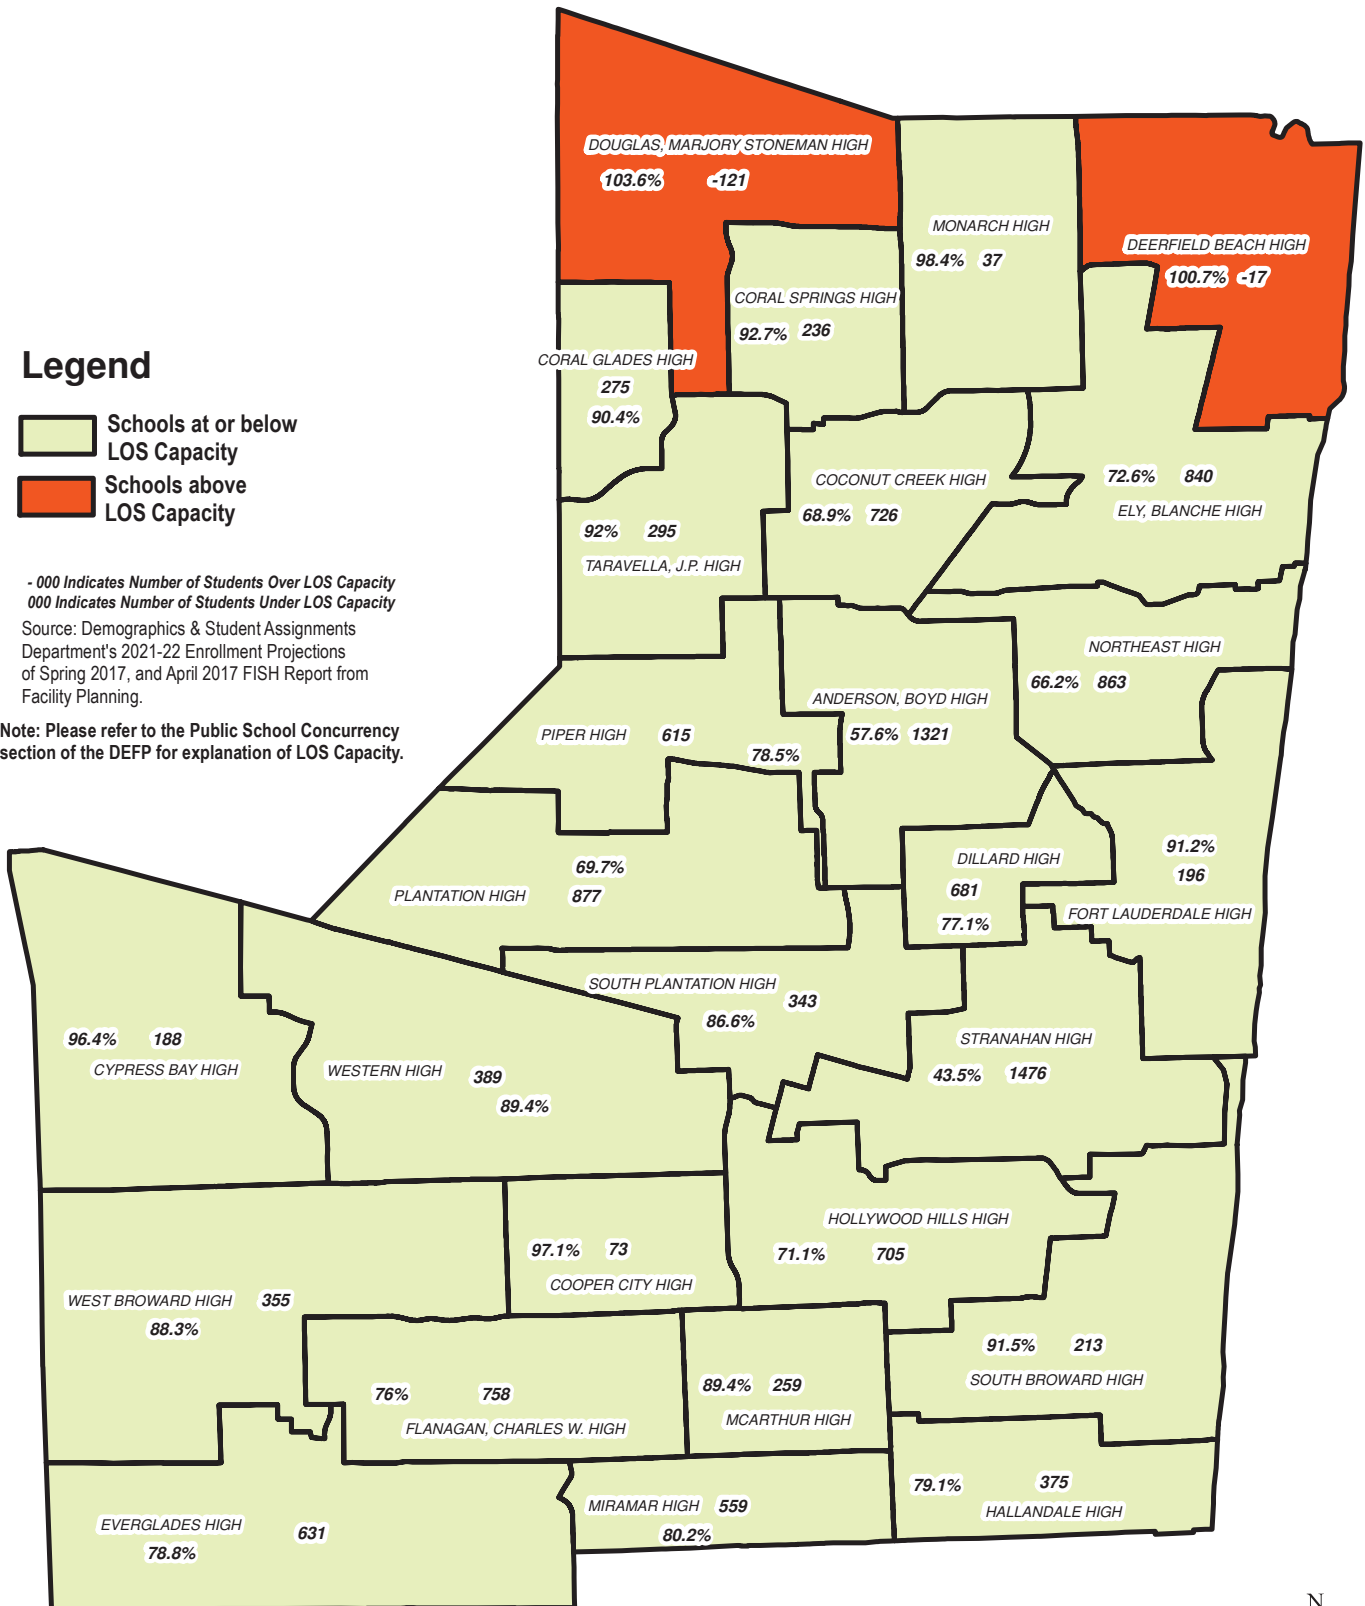 DOUGLAS, MARJORY STONEMAN HIGH
103.6% -121
MONARCH HIGH
98.4% 37
DEERFIELD BEACH HIGH
100.7% -17
CORAL SPRINGS HIGH
92.7% 236
CORAL GLADES HIGH
275
90.4%
Legend
Schools at or below
LOS Capacity
Schools above
LOS Capacity
- 000 Indicates Number of Students Over LOS Capacity
000 Indicates Number of Students Under LOS Capacity
Source: Demographics & Student Assignments
Department's 2021-22 Enrollment Projections
of Spring 2017, and April 2017 FISH Report from
Facility Planning.
Note: Please refer to the Public School Concurrency
section of the DEFP for explanation of LOS Capacity.
COCONUT CREEK HIGH
68.9% 726
72.6% 840
ELY, BLANCHE HIGH
92% 295
TARAVELLA, J.P. HIGH
NORTHEAST HIGH
66.2% 863
ANDERSON, BOYD HIGH
57.6% 1321
PIPER HIGH 615
78.5%
69.7%
PLANTATION HIGH 877
DILLARD HIGH
681
77.1%
91.2%
196
FORT LAUDERDALE HIGH
SOUTH PLANTATION HIGH 343
86.6%
STRANAHAN HIGH
43.5% 1476
96.4% 188
CYPRESS BAY HIGH
WESTERN HIGH 389
89.4%
HOLLYWOOD HILLS HIGH
71.1% 705
97.1% 73
COOPER CITY HIGH
WEST BROWARD HIGH 355
88.3%
91.5% 213
SOUTH BROWARD HIGH
76% 758
FLANAGAN, CHARLES W. HIGH
89.4% 259
MCARTHUR HIGH
79.1% 375
HALLANDALE HIGH
MIRAMAR HIGH 559
80.2%
EVERGLADES HIGH 631
78.8%
N